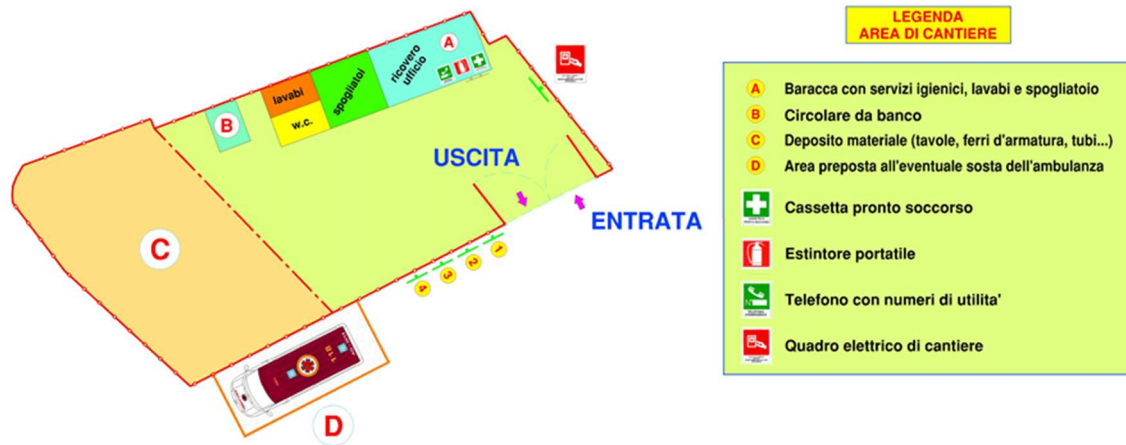 LEGENDA
AREA DI CANTIERE
A
ricovero
ufficio
spogliatoi
lavabi
w.c.
B
USCITA
ENTRATA
C
1
2
3
4
118
D
A Baracca con servizi igienici, lavabi e spogliatoio
B Circolare da banco
C Deposito materiale (tavole, ferri d'armatura, tubi...)
D Area preposta all'eventuale sosta dell'ambulanza
Cassetta pronto soccorso
Estintore portatile
Telefono con numeri di utilita'
Quadro elettrico di cantiere